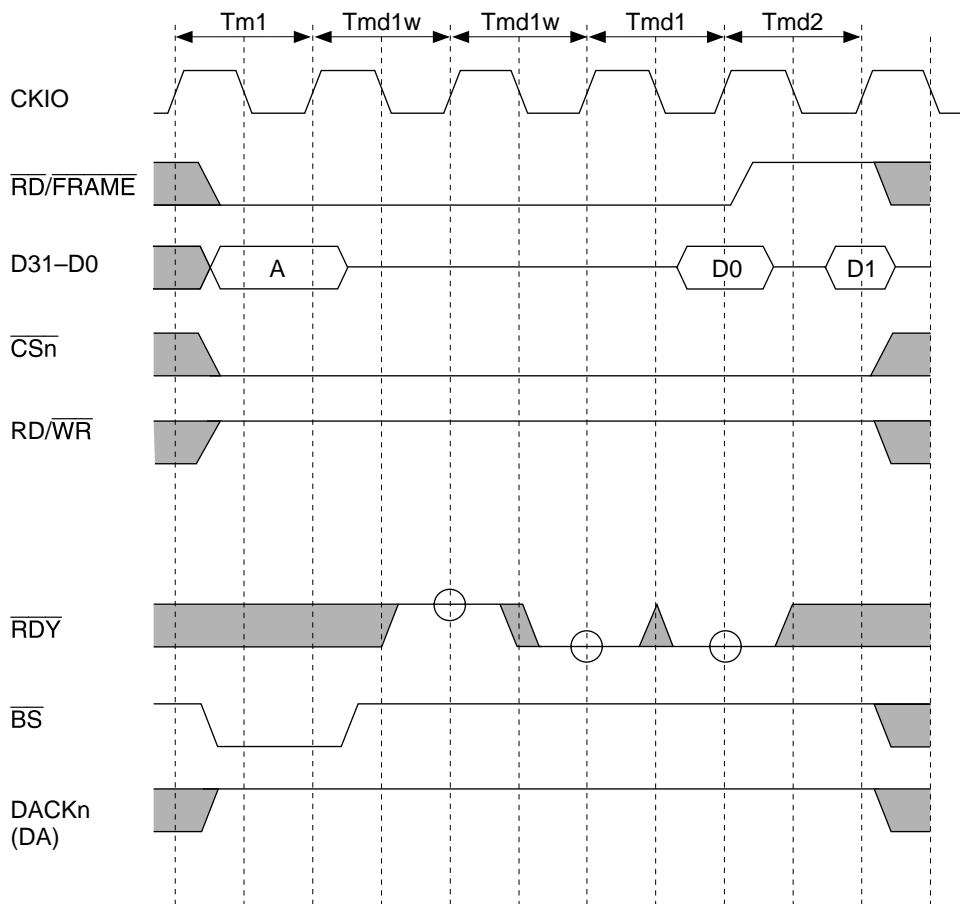 Tm1 Tmd1w Tmd1w Tmd1 Tmd2
CKIO
RD/FRAME
D31–D0 A D0 D1
CSn
RD/WR
RDY
BS
DACKn
(DA)